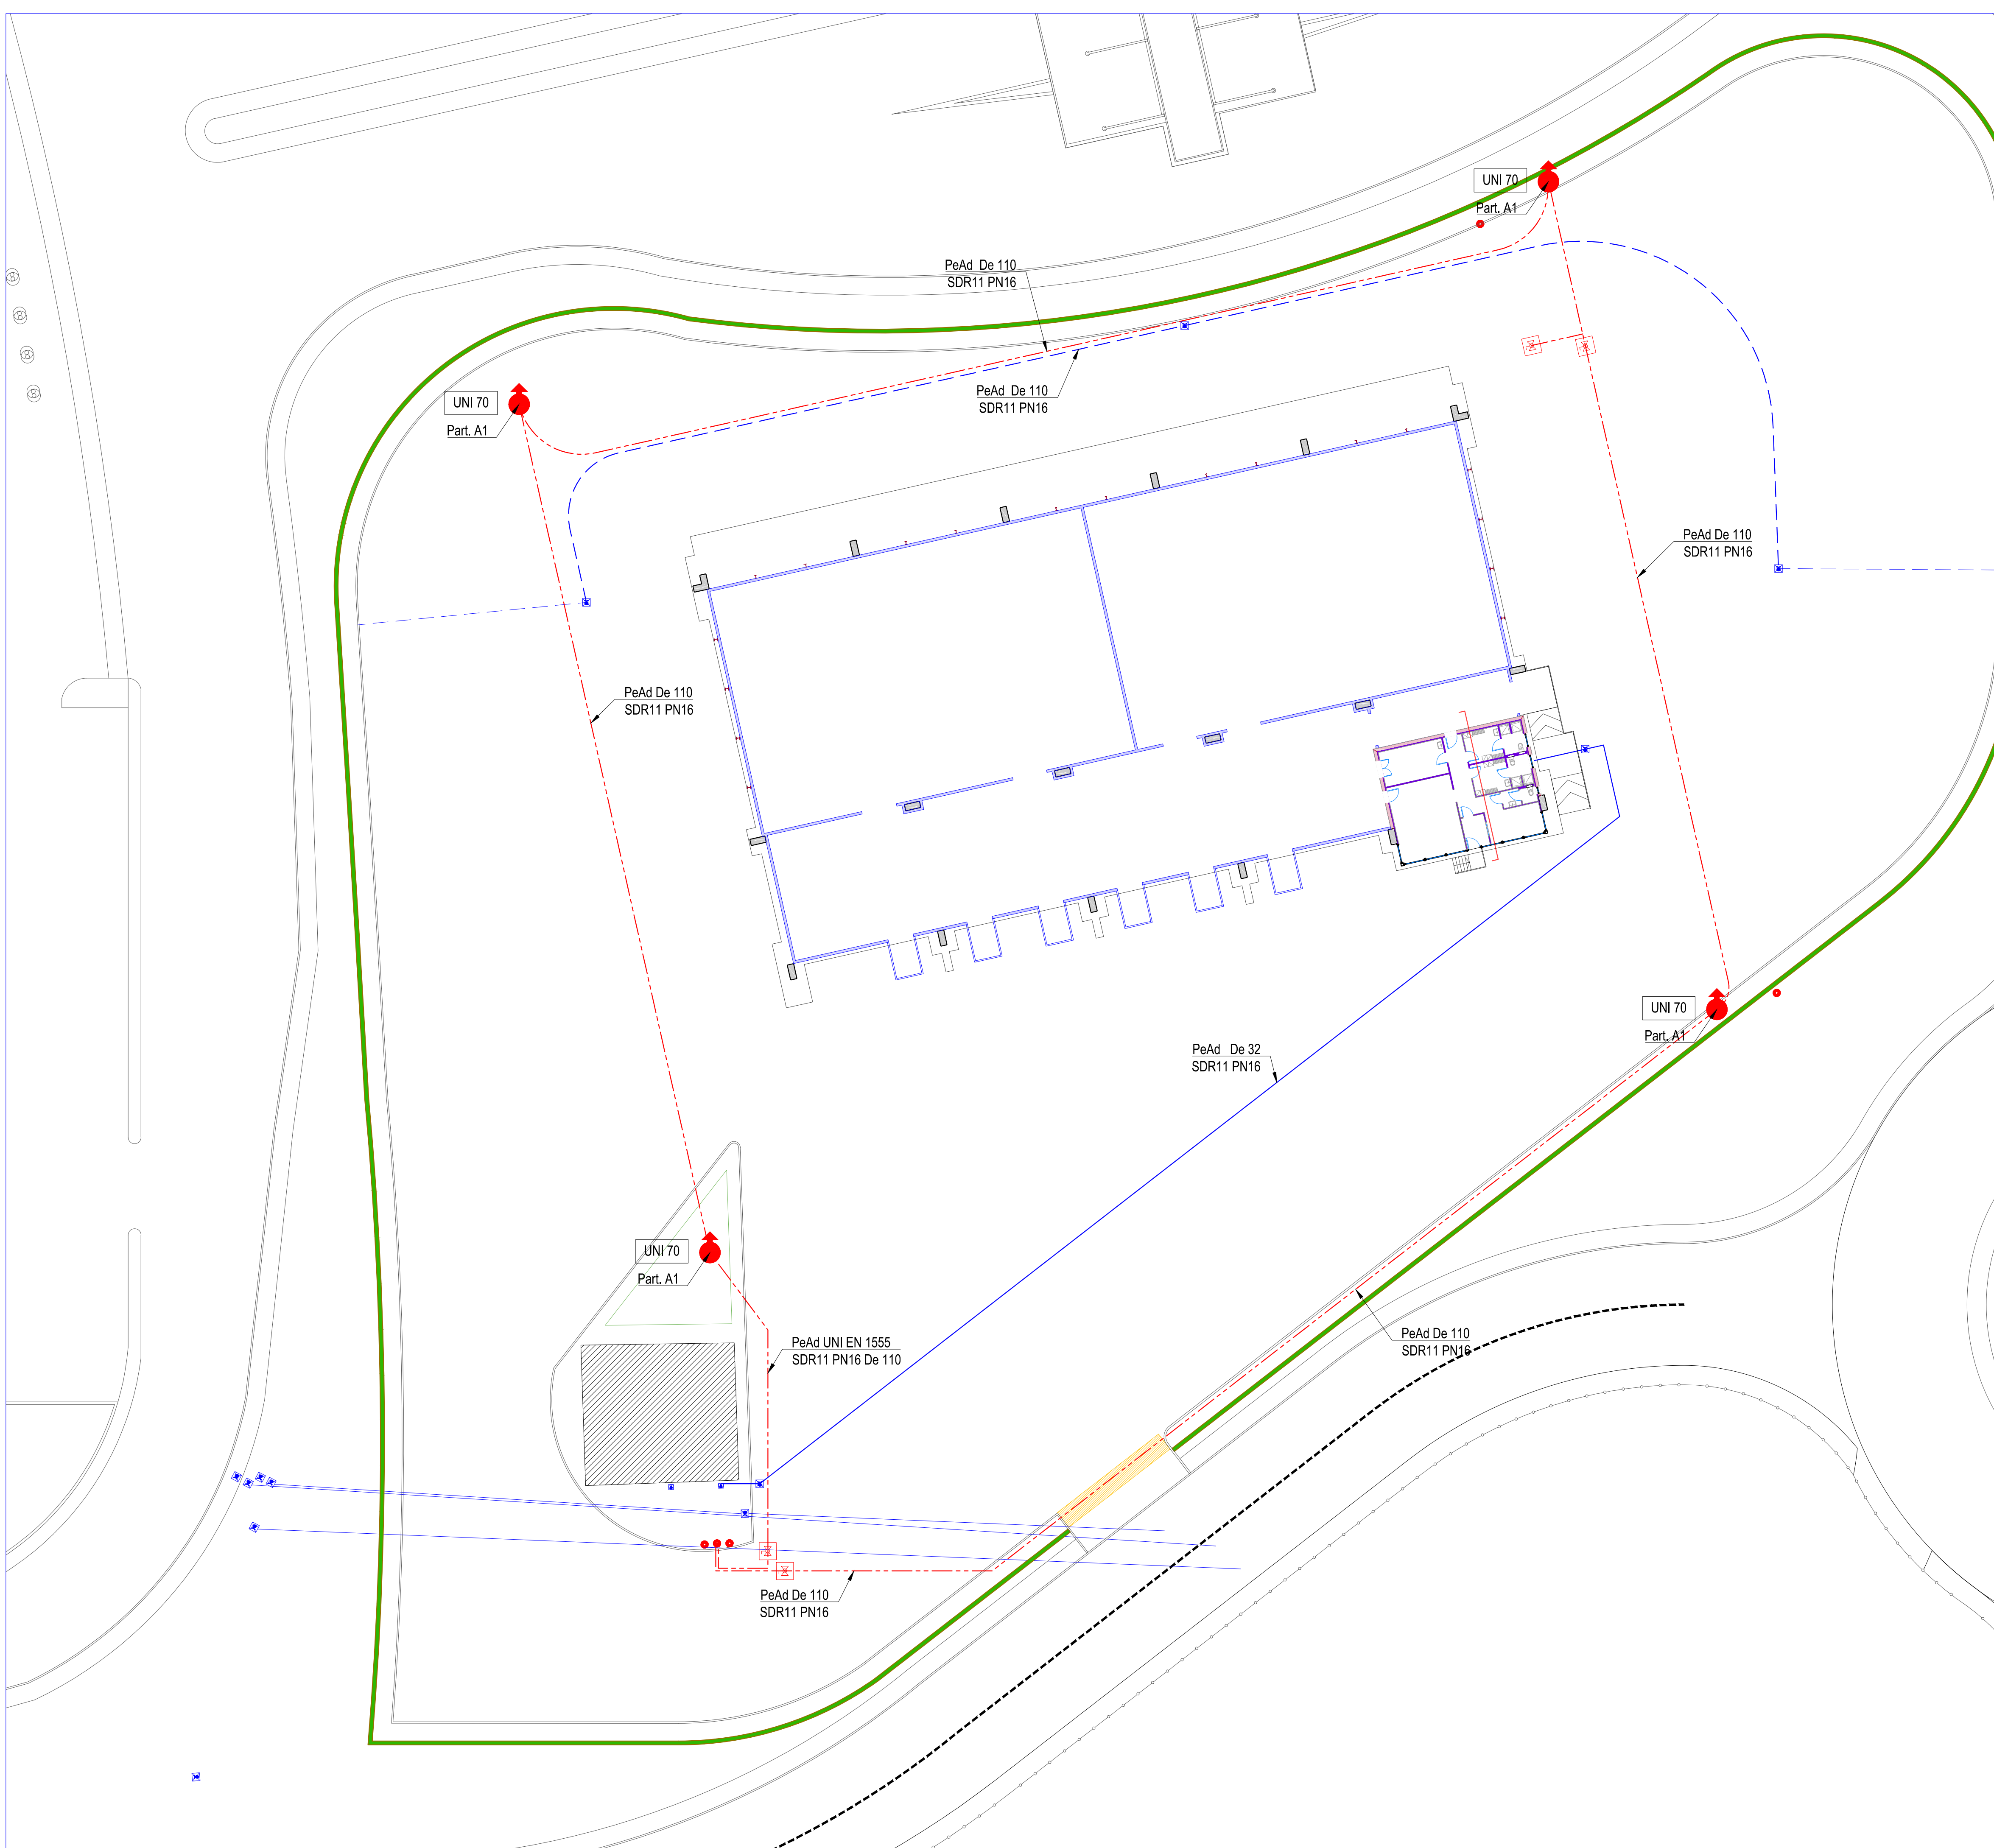 UNI 70
Part. A1
PeAd  De 110
SDR11 PN16
PeAd  De 110
SDR11 PN16
UNI 70
Part. A1
PeAd De 110
SDR11 PN16
PeAd De 110
SDR11 PN16
UNI 70
Part. A1
PeAd   De 32
SDR11 PN16
UNI 70
Part. A1
PeAd UNI EN 1555
SDR11 PN16 De 110
PeAd De 110
SDR11 PN16
PeAd De 110
SDR11 PN16